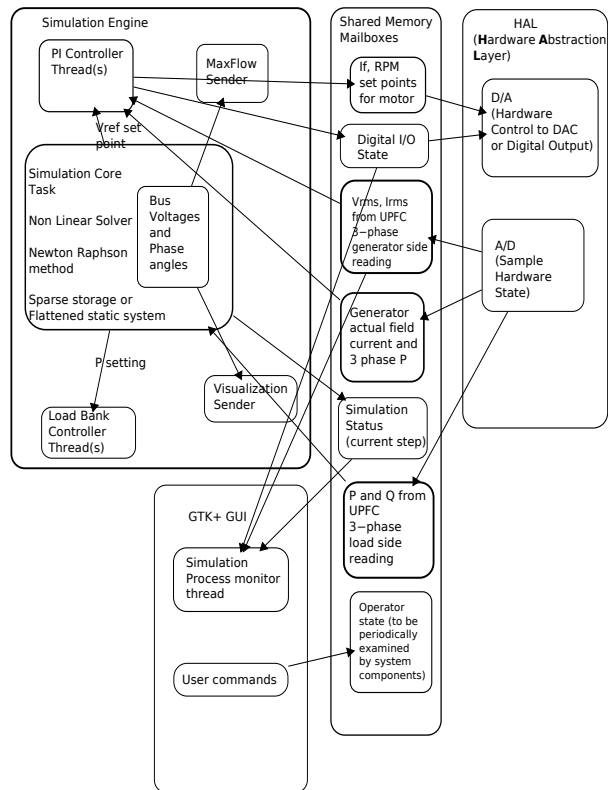 Simulation Engine
PI Controller
Thread(s)
MaxFlow
Sender
Vref set
point
Simulation Core
Task
Non Linear Solver
Newton Raphson
method
Sparse storage or
Flattened static system
Bus
Voltages
and
Phase
angles
P setting
Load Bank
Controller
Thread(s)
Visualization
Sender
GTK+ GUI
Simulation
Process monitor
thread
User commands
Shared Memory
Mailboxes
If, RPM
set points
for motor
Digital I/O
State
Vrms, Irms
from UPFC
3−phase
generator side
reading
Generator
actual field
current and
3 phase P
Simulation
Status
(current step)
P and Q from
UPFC
3−phase
load side
reading
Operator
state (to be
periodically
examined
by system
components)
HAL
(Hardware Abstraction
Layer)
D/A
(Hardware
Control to DAC
or Digital Output)
A/D
(Sample
Hardware
State)